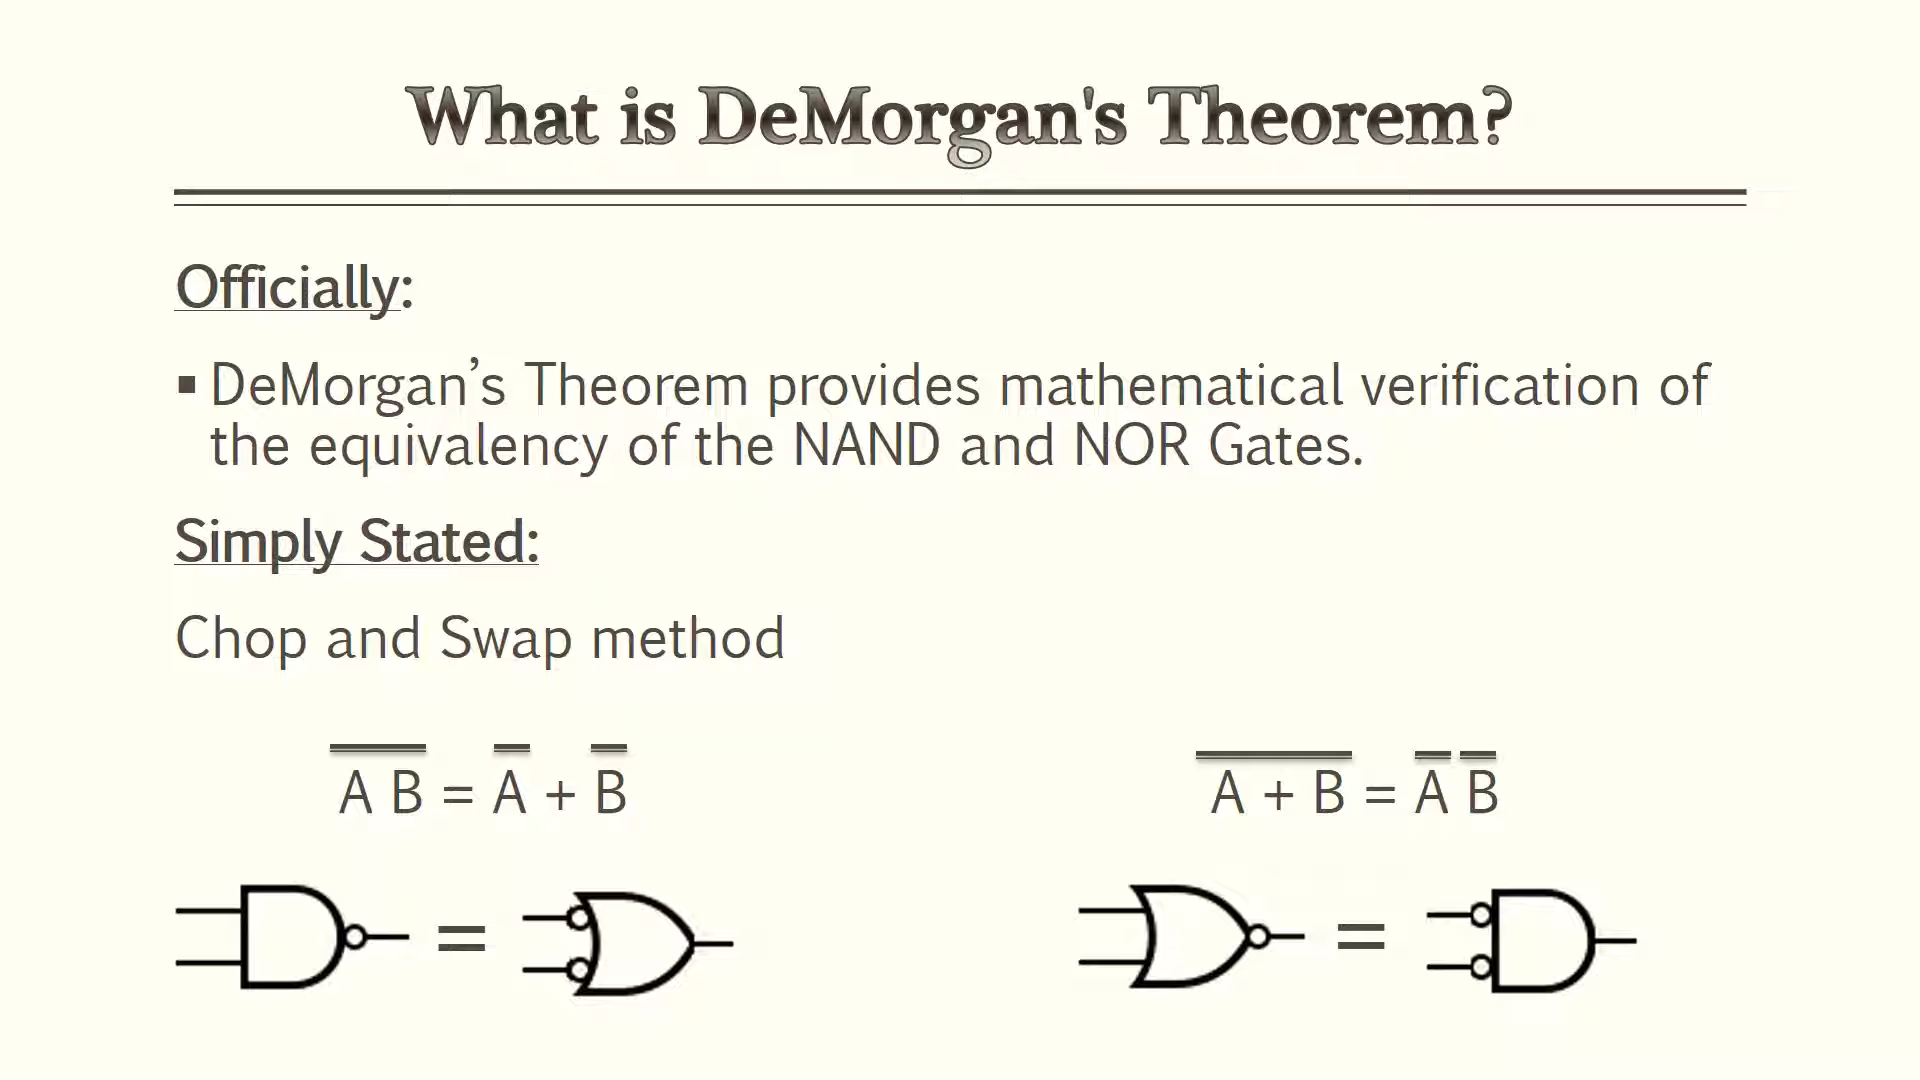 What is DeMorgan's Theorem?
Officially:
▪ DeMorgan’s Theorem provides mathematical verification of
the equivalency of the NAND and NOR Gates.
Simply Stated:
Chop and Swap method
A̅ ̅B̅ = A̅ + B̅
A̅ ̅+̅ ̅B̅ = A̅ B̅
=
=